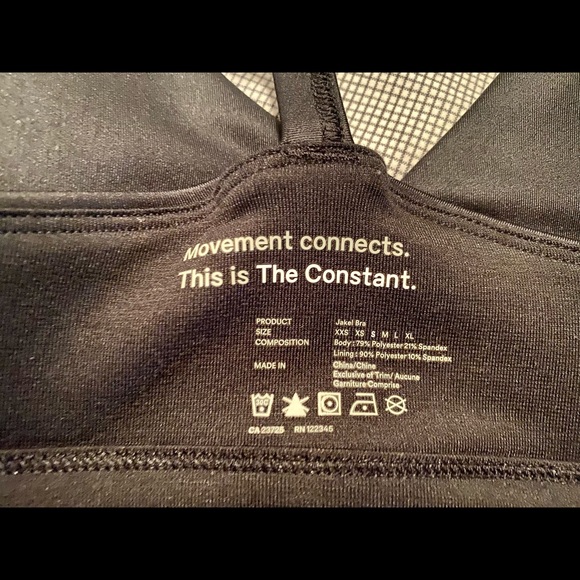 Movement connects.
This is The Constant.
PRODUCT Jakel Bra
SIZE XXS XS S M L XL
COMPOSITION Body : 79% Polyester 21% Spandex
Lining : 90% Polyester 10% Spandex
MADE IN China/Chine
Exclusive of Trim/ Aucune
Garniture Comprise
30C
CA 23725 RN 122345